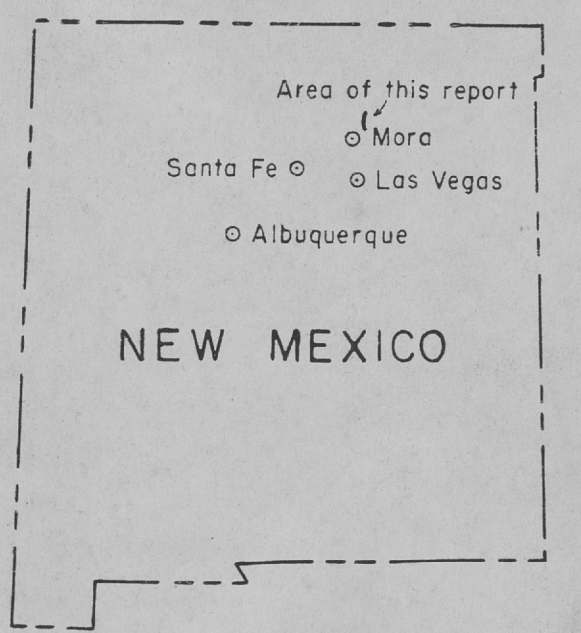 Area of this report
Mora
Santa Fe
Las Vegas
Albuquerque
NEW MEXICO